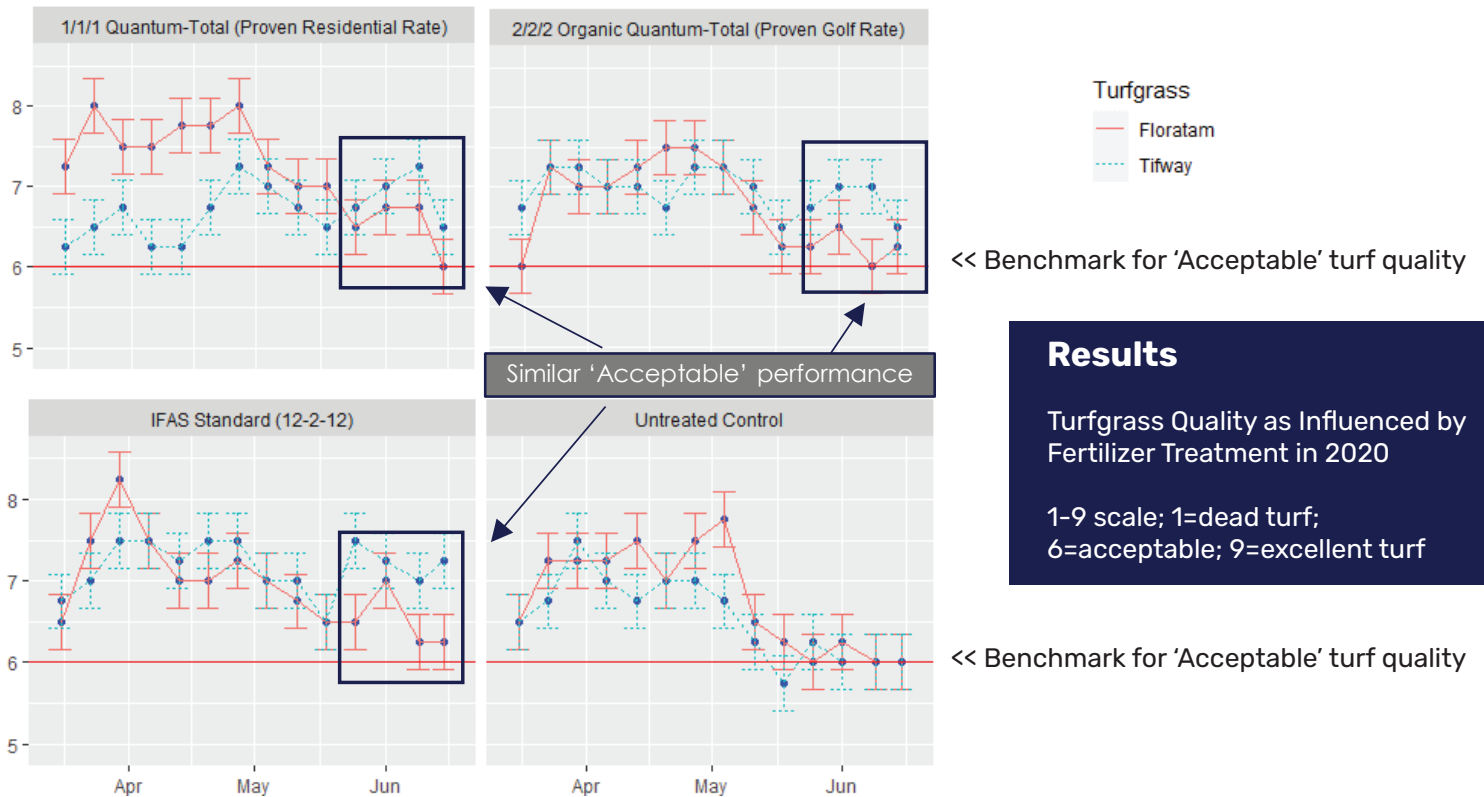 1/1/1 Quantum-Total (Proven Residential Rate)
2/2/2 Organic Quantum-Total (Proven Golf Rate)
8
7
6
5
Turfgrass
Floratam
Tifway
<< Benchmark for ‘Acceptable’ turf quality
Similar ‘Acceptable’ performance
Results
Turfgrass Quality as Influenced by
Fertilizer Treatment in 2020
1-9 scale; 1=dead turf;
6=acceptable; 9=excellent turf
IFAS Standard (12-2-12)
Untreated Control
8
7
6
5
<< Benchmark for ‘Acceptable’ turf quality
Apr May Jun
Apr May Jun